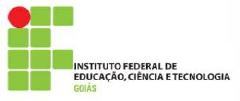 INSTITUTO FEDERAL DE
EDUCAÇÃO, CIÊNCIA E TECNOLOGIA
GOIÁS